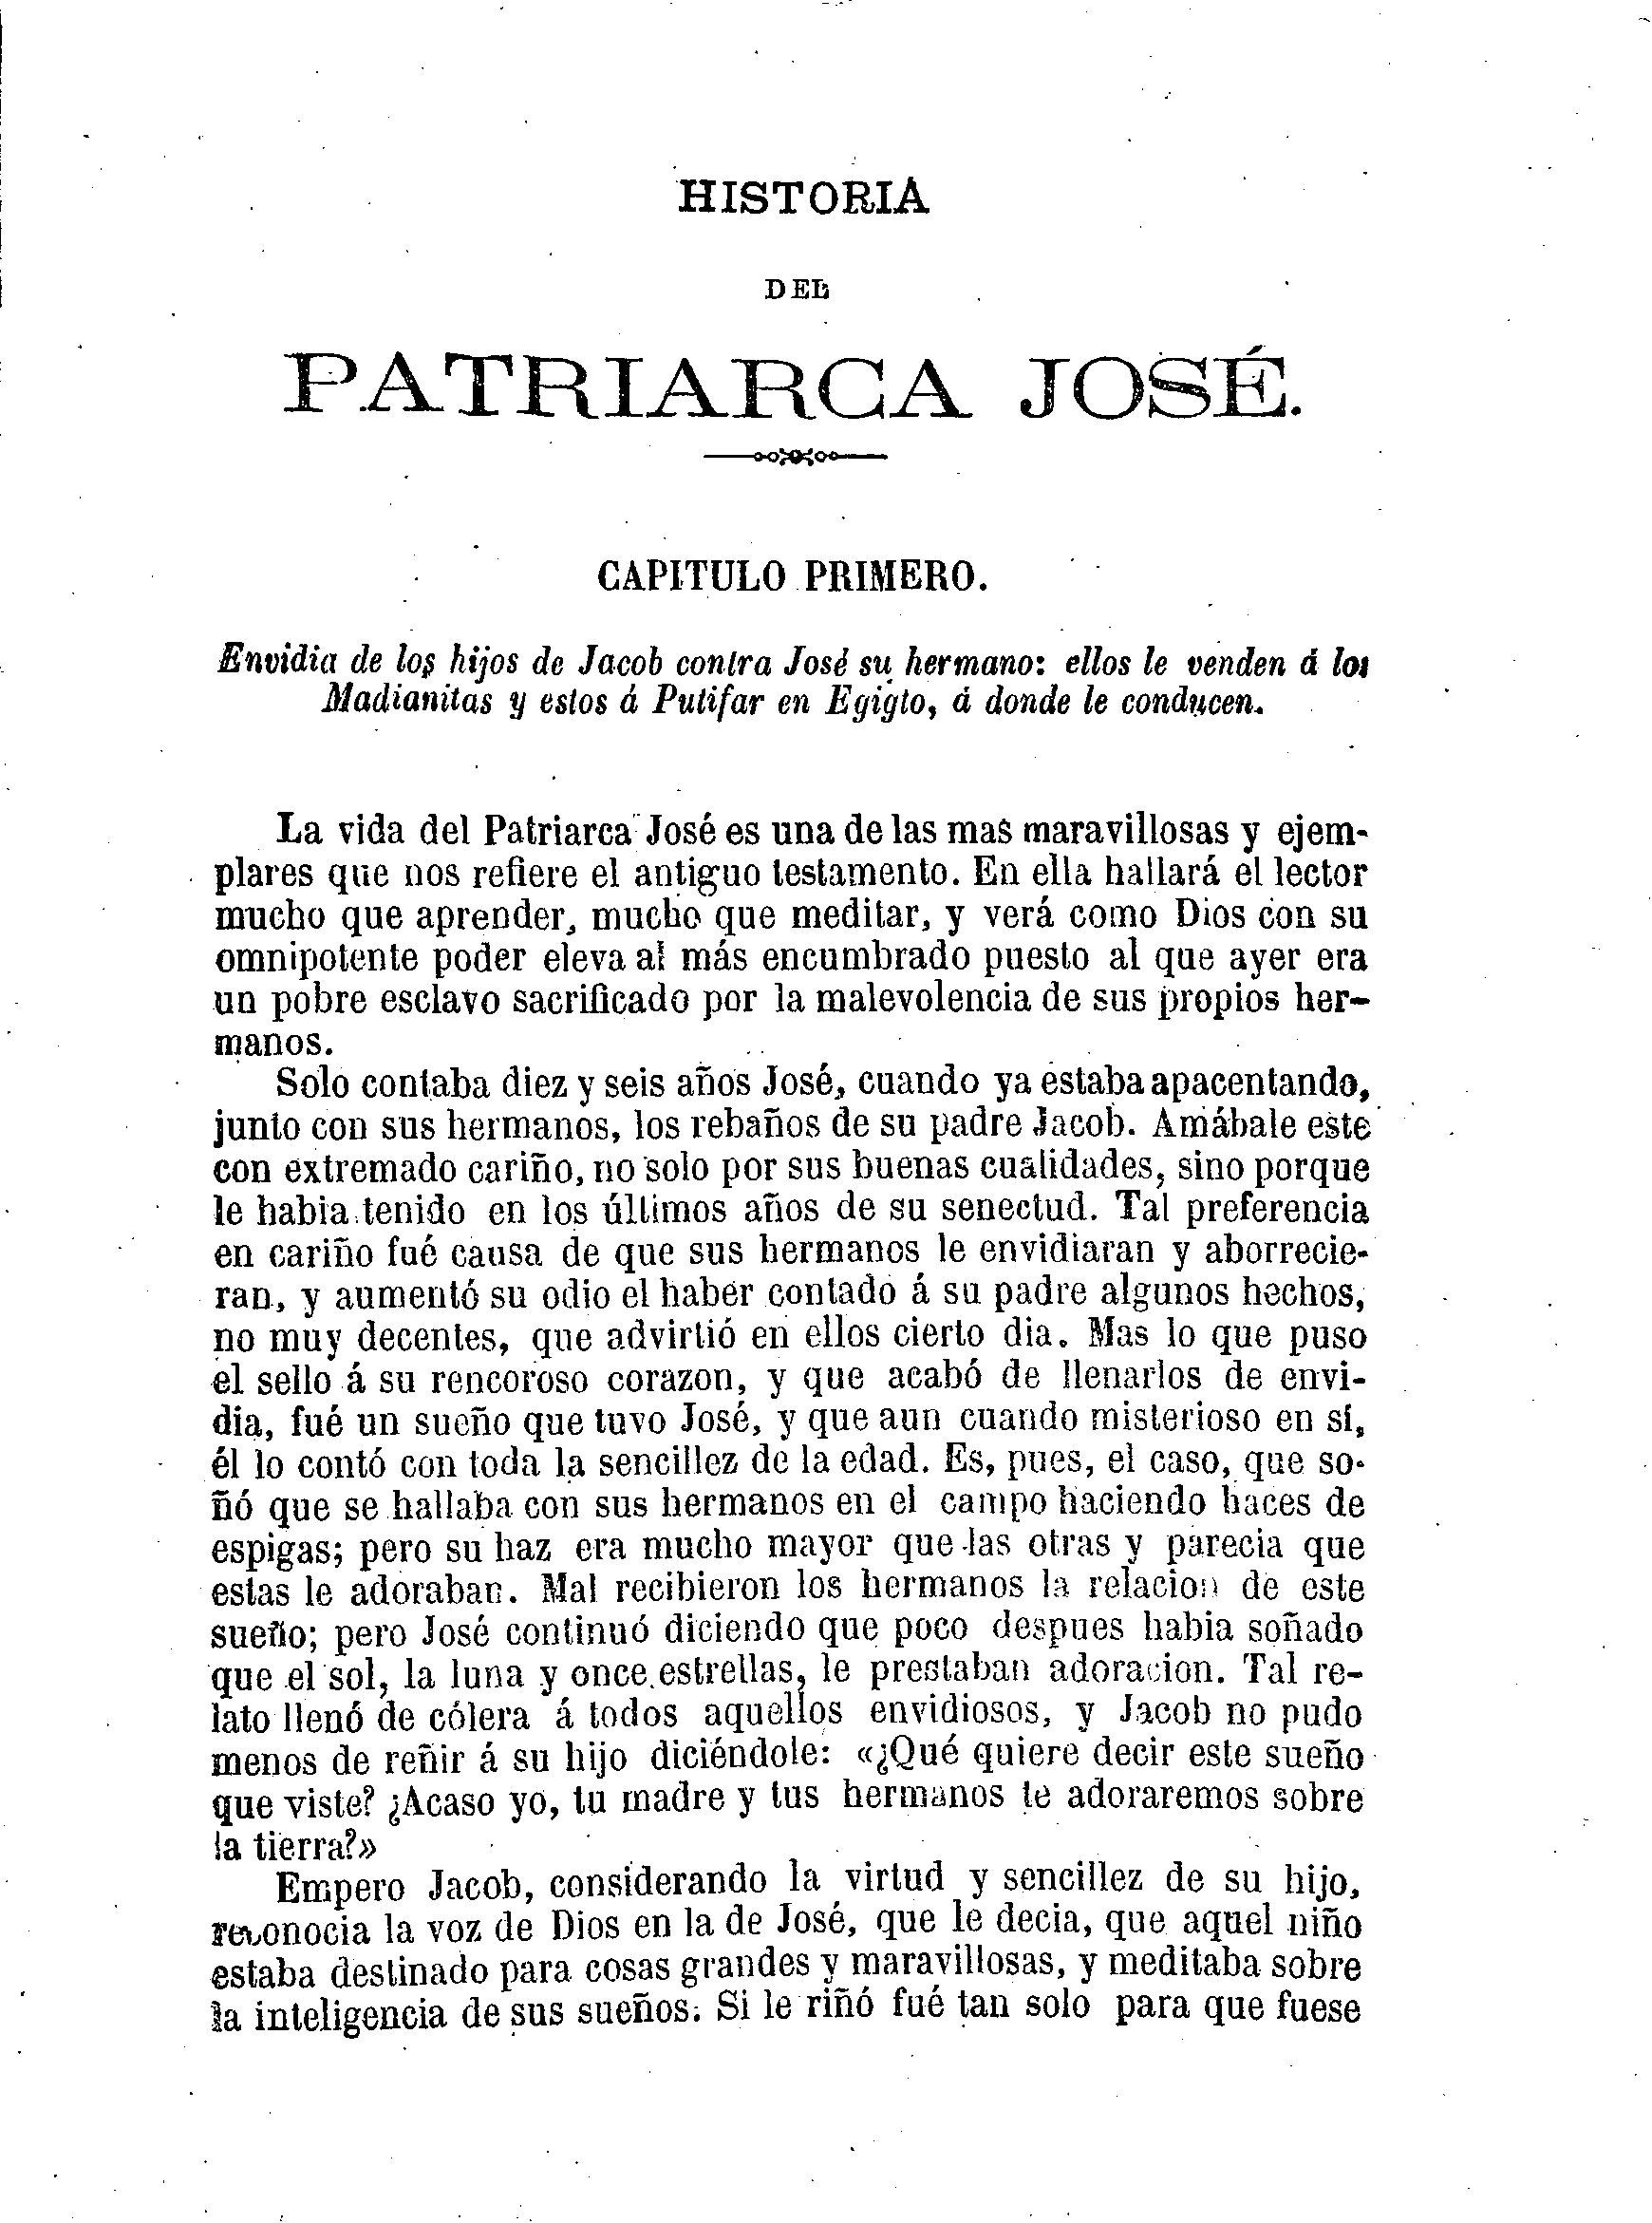 HISTORIA
DEL
PATRIARCA JOSÉ.
CAPITULO PRIMERO.
Envidia de los hijos de Jacob contra José su hermano: ellos le venden á los
Madianitas y estos á Putifar en Egigto, á donde le conducen.
La vida del Patriarca José es una de las mas maravillosas y ejem-
plares que nos refiere el antiguo testamento. En ella hallará el lector
mucho que aprender, mucho que meditar, y verá como Dios con su
omnipotente poder eleva al más encumbrado puesto al que ayer era
un pobre esclavo sacrificado por la malevolencia de sus propios her-
manos.
Solo contaba diez y seis años José, cuando ya estaba apacentando,
junto con sus hermanos, los rebaños de su padre Jacob. Amábale este
con extremado cariño, no solo por sus buenas cualidades, sino porque
le habia tenido en los últimos años de su senectud. Tal preferencia
en cariño fué causa de que sus hermanos le envidiaran y aborrecie-
ran, y aumentó su odio el haber contado á su padre algunos hechos,
no muy decentes, que advirtió en ellos cierto dia. Mas lo que puso
el sello á su rencoroso corazon, y que acabó de llenarlos de envi-
dia, fué un sueño que tuvo José, y que aun cuando misterioso en sí,
él lo contó con toda la sencillez de la edad. Es, pues, el caso, que so-
ñó que se hallaba con sus hermanos en el campo haciendo haces de
espigas; pero su haz era mucho mayor que las otras y parecia que
estas le adoraban. Mal recibieron los hermanos la relacion de este
sueño; pero José continuó diciendo que poco despues habia soñado
que el sol, la luna y once estrellas, le prestaban adoracion. Tal re-
lato llenó de cólera á todos aquellos envidiosos, y Jacob no pudo
menos de reñir á su hijo diciéndole: «¿Qué quiere decir este sueño
que viste? ¿Acaso yo, tu madre y tus hermanos te adoraremos sobre
la tierra?»
Empero Jacob, considerando la virtud y sencillez de su hijo,
reconocia la voz de Dios en la de José, que le decia, que aquel niño
estaba destinado para cosas grandes y maravillosas, y meditaba sobre
la inteligencia de sus sueños. Si le riñó fué tan solo para que fuese